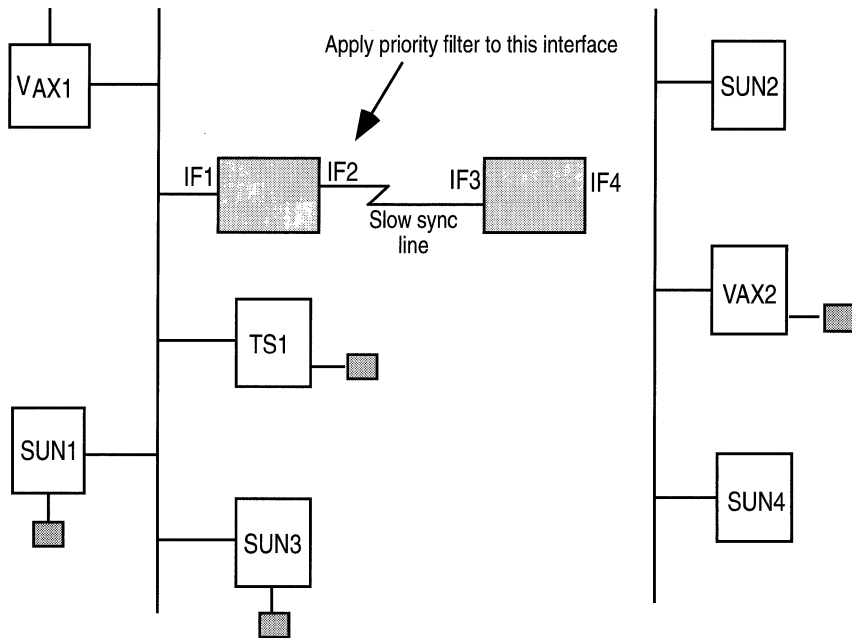 Apply priority filter to this interface
VAX1
SUN2
IF1
IF2
IF3
IF4
Slow sync
line
VAX2
TS1
SUN1
SUN4
SUN3